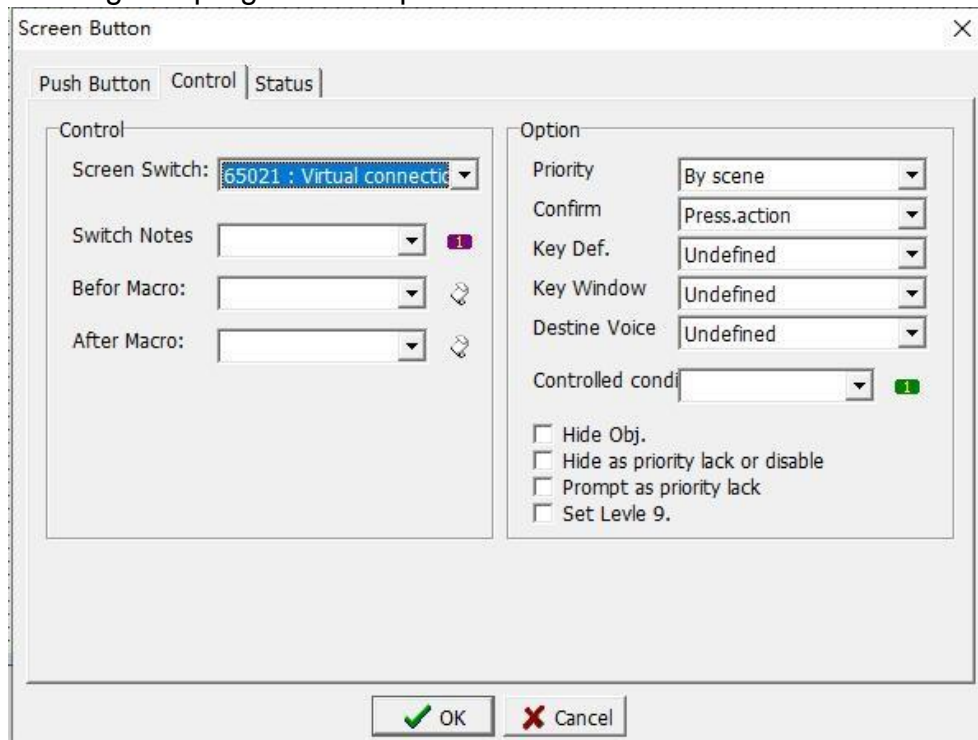 Screen Button
Push Button Control Status
Control
Screen Switch: 65021 : Virtual connectic
Switch Notes 1
Befor Macro:
After Macro:
Option
Priority By scene
Confirm Press.action
Key Def. Undefined
Key Window Undefined
Destine Voice Undefined
Controlled condi 1
Hide Obj.
Hide as priority lack or disable
Prompt as priority lack
Set Levle 9.
OK Cancel